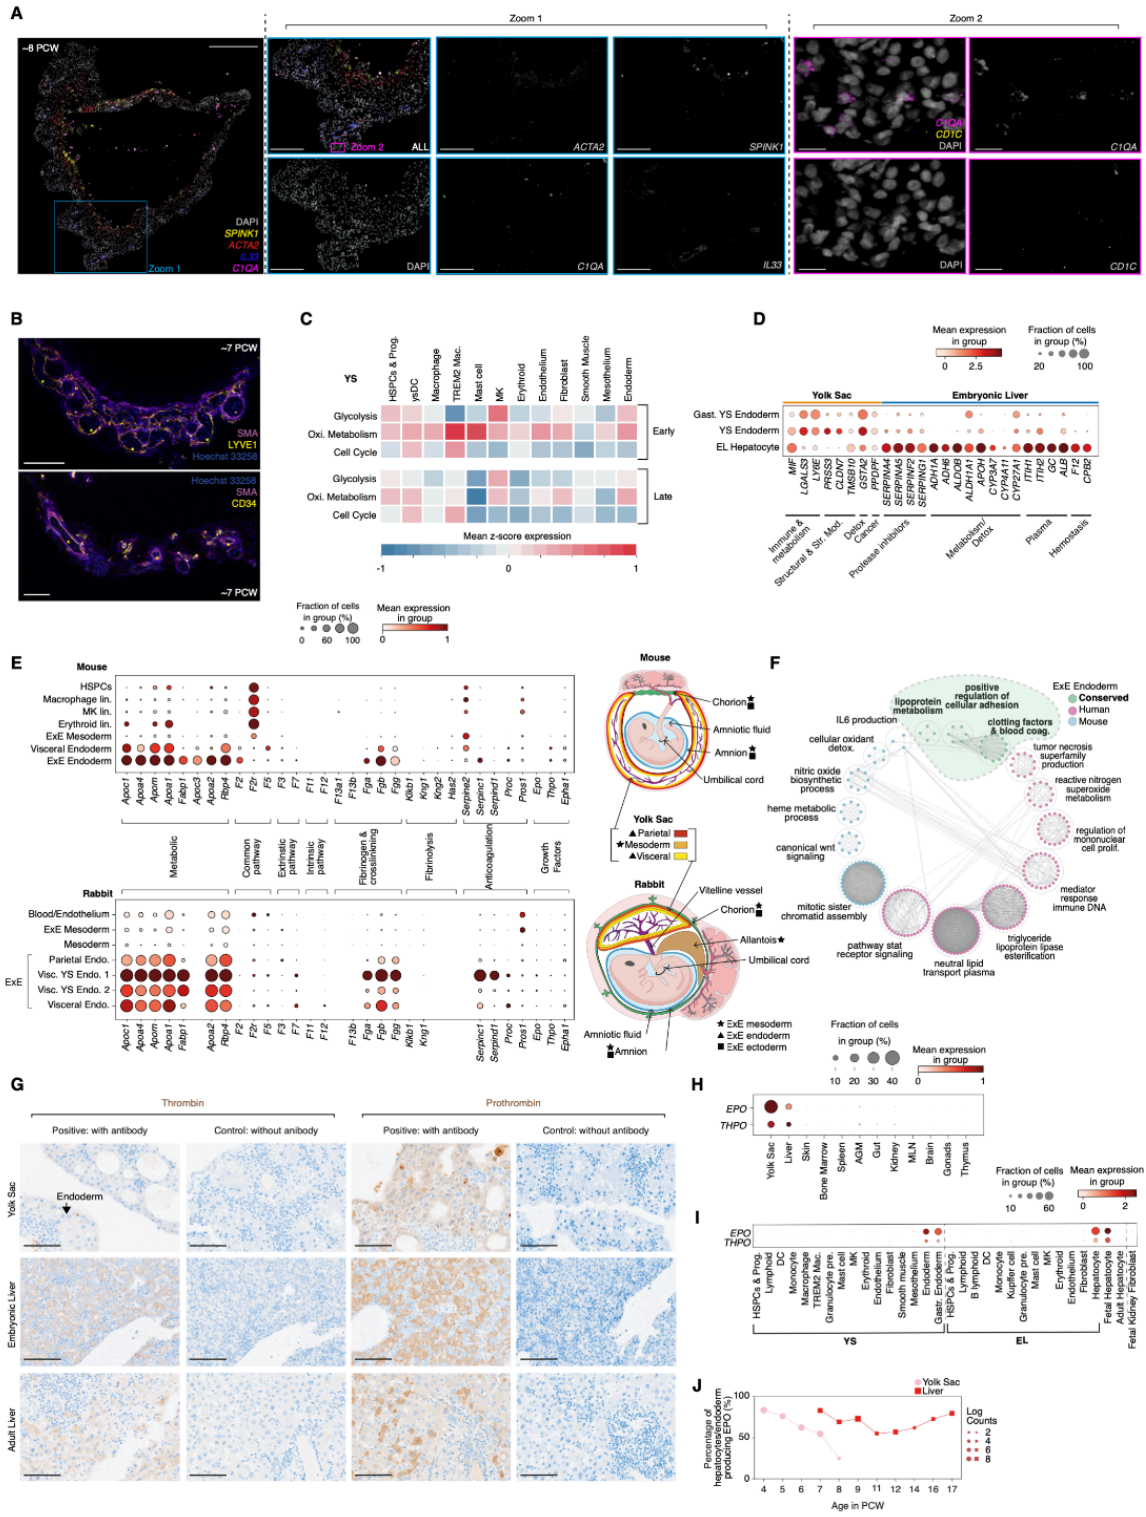 A
Zoom 1
Zoom 2
~8 PCW
DAPI
SPINK1
ACTA2
IL33
C1QA
Zoom 1
Zoom 2
ALL
ACTA2
SPINK1
DAPI
C1QA
IL33
C1QA
CD1C
DAPI
C1QA
DAPI
CD1C
B
~7 PCW
SMA
LYVE1
Hoechst 33258
Hoechst 33258
SMA
CD34
~7 PCW
C
YS
HSPCs & Prog.
ysDC
Macrophage
TREM2 Mac.
Mast cell
MK
Erythroid
Endothelium
Fibroblast
Smooth Muscle
Mesothelium
Endoderm
Glycolysis
Oxi. Metabolism
Cell Cycle
Early
Glycolysis
Oxi. Metabolism
Cell Cycle
Late
Mean z-score expression
-1 0 1
D
Mean expression
in group
0 2.5
Fraction of cells
in group (%)
20 100
Yolk Sac
Embryonic Liver
Gast. YS Endoderm
YS Endoderm
EL Hepatocyte
MIF
LGALS3
LY6E
PRSS3
CLDN7
TMSB10
GSTA2
PPDPF
SERPINA4
SERPINA5
SERPINF2
SERPING1
ADH1A
ADH6
ALDOB
ALDH1A1
APOH
CYP3A7
CYP4A11
CYP27A1
ITIH1
ITIH2
GC
ALB
F12
CPB2
Immune &
metabolism
Structural & Str. Mod.
Detox
Cancer
Protease inhibitors
Metabolism/
Detox
Plasma
Hemostasis
Fraction of cells
in group (%)
0 60 100
Mean expression
in group
0 1
E
Mouse
HSPCs
Macrophage lin.
MK lin.
Erythroid lin.
ExE Mesoderm
Visceral Endoderm
ExE Endoderm
Apoc1
Apoa4
Apom
Apoa1
Fabp1
Apoc3
Apoa2
Rbp4
F2
F2r
F5
F3
F7
F11
F12
F13a1
F13b
Fga
Fgb
Fgg
Klkb1
Kng1
Kng2
Has2
Serpine2
Serpinc1
Serpind1
Proc
Pros1
Epo
Thpo
Epha1
Metabolic
Common
pathway
Extrinstic
pathway
Intrinsic
pathway
Fibrinogen &
crosslinkning
Fibrinolysis
Anticoagulation
Growth
Factors
Rabbit
Blood/Endothelium
ExE Mesoderm
Mesoderm
ExE
Parietal Endo.
Visc. YS Endo. 1
Visc. YS Endo. 2
Visceral Endo.
Apoc1
Apoa4
Apom
Apoa1
Fabp1
Apoa2
Rbp4
F2
F2r
F5
F3
F7
F11
F12
F13b
Fga
Fgb
Fgg
Klkb1
Kng1
Serpinc1
Serpind1
Proc
Pros1
Epo
Thpo
Epha1
Mouse
Chorion
Amniotic fluid
Amnion
Umbilical cord
Yolk Sac
Parietal
Mesoderm
Visceral
Rabbit
Vitelline vessel
Chorion
Allantois
Umbilical cord
Amniotic fluid
Amnion
ExE mesoderm
ExE endoderm
ExE ectoderm
F
ExE Endoderm
Conserved
Human
Mouse
lipoprotein
metabolism
positive
regulation of
cellular adhesion
clotting factors
& blood coag.
IL6 production
cellular oxidant
detox.
nitric oxide
biosynthetic
process
heme metabolic
process
canonical wnt
signaling
mitotic sister
chromatid assembly
pathway stat
receptor signaling
neutral lipid
transport plasma
triglyceride
lipoprotein lipase
esterification
mediator
response
immune DNA
regulation of
mononuclear
cell prolif.
reactive nitrogen
superoxide
metabolism
tumor necrosis
superfamily
production
G
Thrombin
Prothrombin
Positive: with antibody
Control: without anibody
Positive: with antibody
Control: without antibody
Yolk Sac
Endoderm
Embryonic Liver
Adult Liver
Fraction of cells
in group (%)
10 20 30 40
Mean expression
in group
0 1
H
EPO
THPO
Yolk Sac
Liver
Skin
Bone Marrow
Spleen
AGM
Gut
Kidney
MLN
Brain
Gonads
Thymus
Fraction of cells
in group (%)
10 60
Mean expression
in group
0 2
I
EPO
THPO
HSPCs & Prog.
Lymphoid
DC
Monocyte
Macrophage
TREM2 Mac.
Granulocyte pre.
Mast cell
MK
Erythroid
Endothelium
Fibroblast
Smooth muscle
Mesothelium
Endoderm
Gastr. Endoderm
HSPCs & Prog.
Lymphoid
B lymphoid
DC
Monocyte
Kupffer cell
Granulocyte pre.
Mast cell
MK
Erythroid
Endothelium
Fibroblast
Hepatocyte
Fetal Hepatocyte
Adult Hepatocyte
Fetal Kidney Fibroblast
YS
EL
J
Yolk Sac
Liver
Percentage of
hepatocytes/endoderm
producing EPO (%)
100
50
0
4 5 6 7 8 9 11 12 14 16 17
Age in PCW
Log
Counts
2
4
6
8